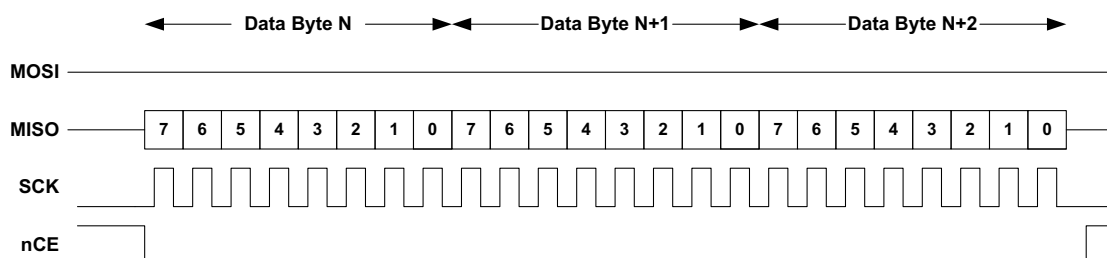 Data Byte N Data Byte N+1 Data Byte N+2
MOSI
MISO 7 6 5 4 3 2 1 0 7 6 5 4 3 2 1 0 7 6 5 4 3 2 1 0
SCK
nCE